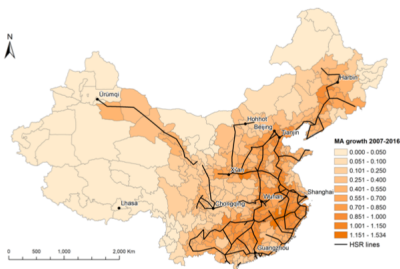 N
Harbin
Ürümqi
Hohhot
Beijing
Tianjin
Xi'an
Shanghai
Wuhan
Chongqing
Lhasa
Guangzhou
MA growth 2007-2016
0.000 - 0.050
0.051 - 0.100
0.101 - 0.250
0.251 - 0.400
0.401 - 0.550
0.551 - 0.700
0.701 - 0.850
0.851 - 1.000
1.001 - 1.150
1.151 - 1.534
HSR lines
0 500 1,000 2,000 Km